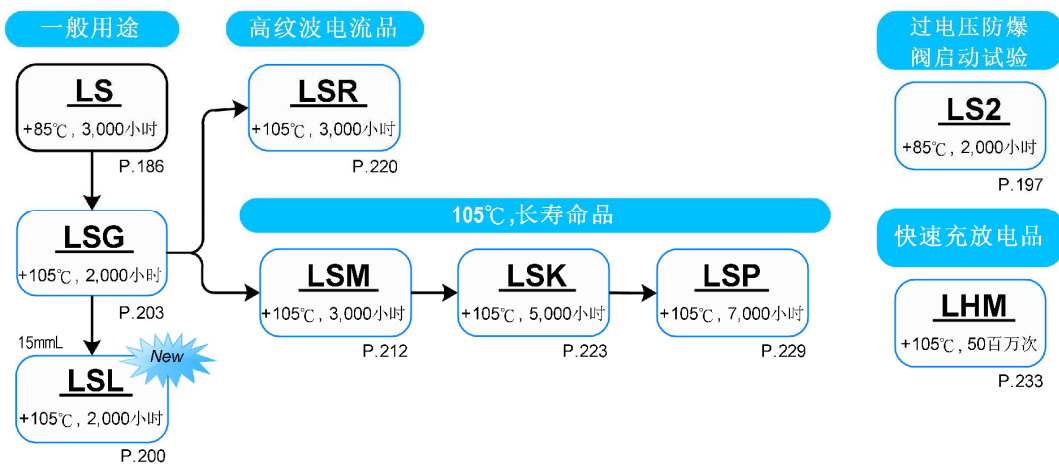 一般用途
LS
+85℃, 3,000小时
P.186
LSG
+105℃, 2,000小时
P.203
15mmL
New
LSL
+105℃, 2,000小时
P.200
高纹波电流品
LSR
+105℃, 3,000小时
P.220
105℃,长寿命品
LSM
+105℃, 3,000小时
P.212
LSK
+105℃, 5,000小时
P.223
LSP
+105℃, 7,000小时
P.229
过电压防爆
阀启动试验
LS2
+85℃, 2,000小时
P.197
快速充放电品
LHM
+105℃, 50百万次
P.233